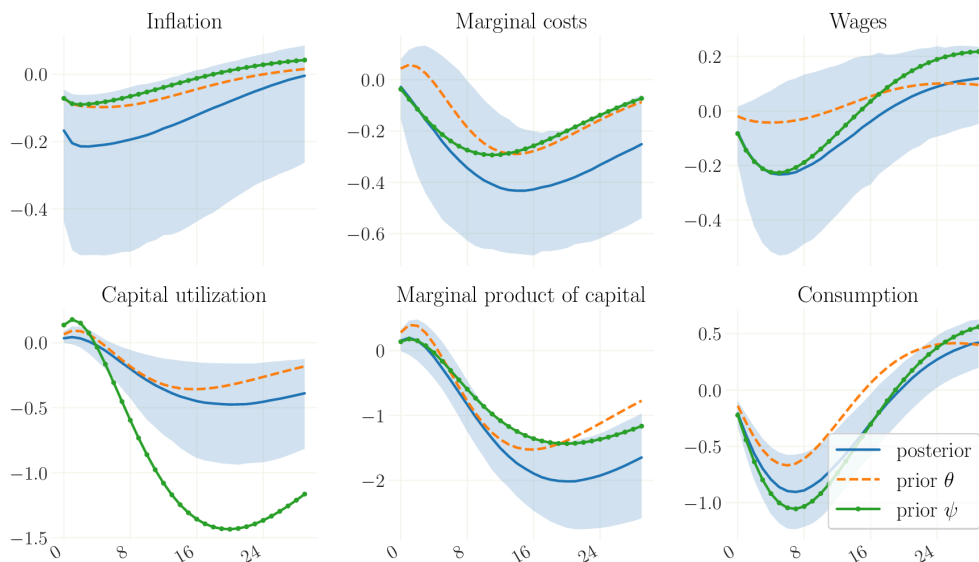 Inflation
Marginal costs
Wages
0.0
−0.2
−0.4
0.0
−0.2
−0.4
−0.6
0.2
0.0
−0.2
−0.4
Capital utilization
Marginal product of capital
Consumption
0.0
−0.5
−1.0
−1.5
0
−1
−2
0.5
0.0
−0.5
−1.0
posterior
prior θ
prior ψ
0 8 16 24
0 8 16 24
0 8 16 24